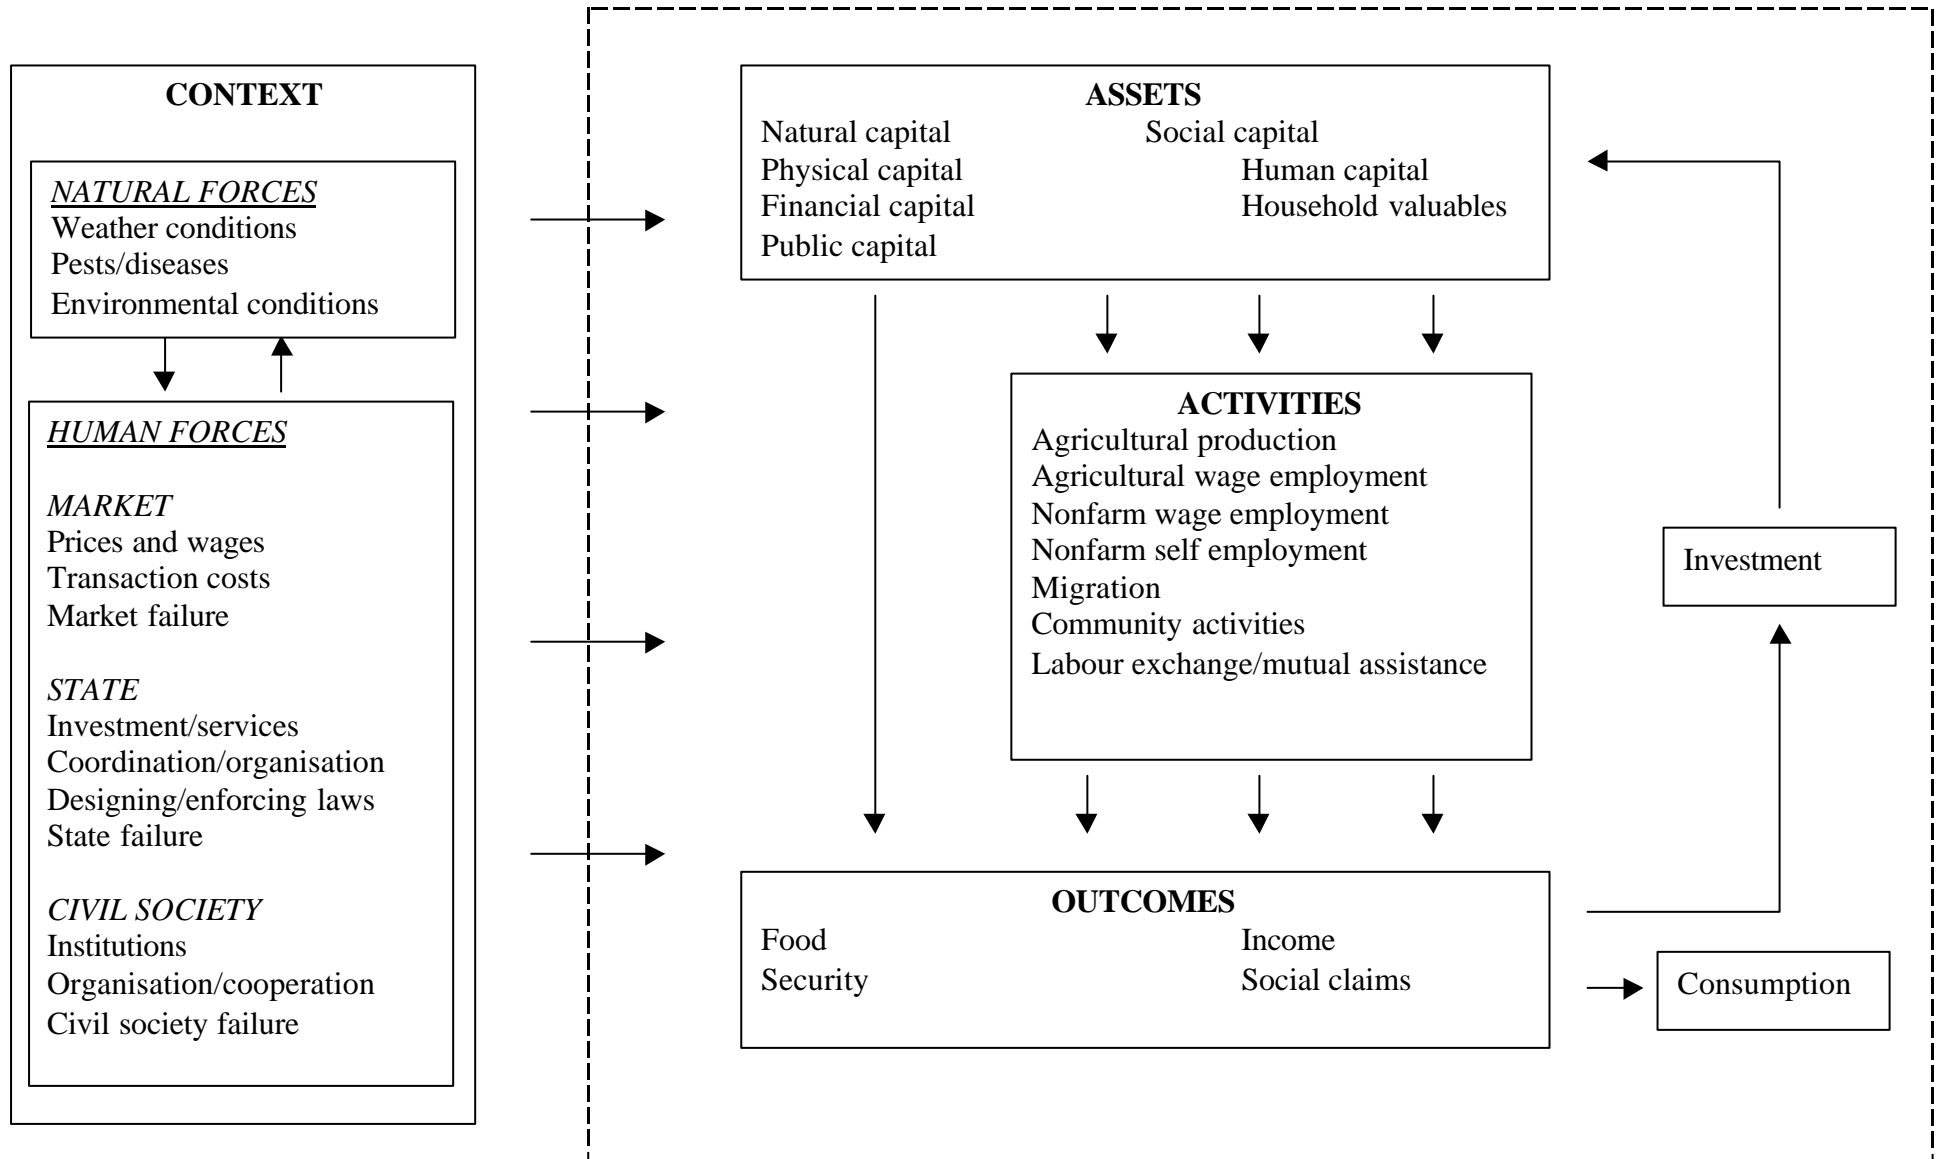 CONTEXT
NATURAL FORCES
Weather conditions
Pests/diseases
Environmental conditions
HUMAN FORCES
MARKET
Prices and wages
Transaction costs
Market failure
STATE
Investment/services
Coordination/organisation
Designing/enforcing laws
State failure
CIVIL SOCIETY
Institutions
Organisation/cooperation
Civil society failure
ASSETS
Natural capital Social capital
Physical capital Human capital
Financial capital Household valuables
Public capital
ACTIVITIES
Agricultural production
Agricultural wage employment
Nonfarm wage employment
Nonfarm self employment
Migration
Community activities
Labour exchange/mutual assistance
OUTCOMES
Food Income
Security Social claims
Investment
Consumption